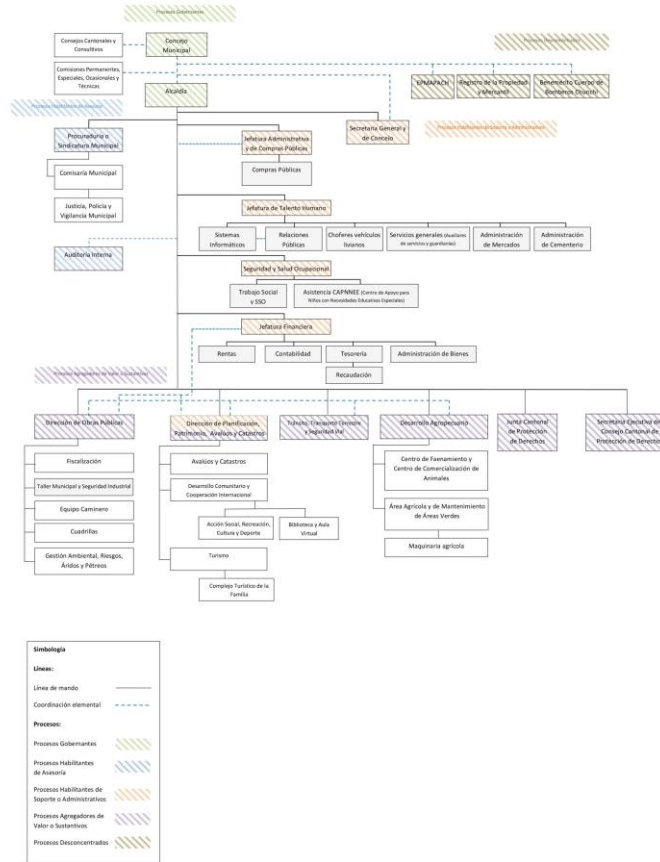 Procesos Gobernantes
Consejos Cantonales y
Consultivos
Concejo
Municipal
Comisiones Permanentes,
Especiales, Ocasionales y
Técnicas
Alcaldía
EPMAPACH
Registro de la Propiedad
y Mercantil
Benemérito Cuerpo de
Bomberos Chunchi
Procuraduría o
Sindicatura Municipal
Jefatura Administrativa
y de Compras Públicas
Secretaría General y
de Concejo
Comisaría Municipal
Compras Públicas
Justicia, Policía y
Vigilancia Municipal
Jefatura de Talento Humano
Sistemas
Informáticos
Relaciones
Públicas
Choferes vehículos
livianos
Servicios generales (Auxiliares
de servicios y guardianías)
Administración
de Mercados
Administración
de Cementerio
Auditoría Interna
Seguridad y Salud Ocupacional
Trabajo Social
y SSO
Asistencia CAPNNEE (Centro de Apoyo para
Niños con Necesidades Educativas Especiales)
Jefatura Financiera
Rentas
Contabilidad
Tesorería
Administración de Bienes
Recaudación
Dirección de Obras Públicas
Dirección de Planificación,
Patrimonio, Avalúos y Catastros
Tránsito, Transporte Terrestre
y Seguridad Vial
Desarrollo Agropecuario
Junta Cantonal
de Protección
de Derechos
Secretaría Ejecutiva de
Consejo Cantonal de
Protección de Derechos
Fiscalización
Taller Municipal y Seguridad Industrial
Equipo Caminero
Cuadrillas
Gestión Ambiental, Riesgos,
Áridos y Pétreos
Avalúos y Catastros
Desarrollo Comunitario y
Cooperación Internacional
Acción Social, Recreación,
Cultura y Deporte
Biblioteca y Aula
Virtual
Turismo
Complejo Turístico de la
Familia
Centro de Faenamiento y
Centro de Comercialización de
Animales
Área Agrícola y de Mantenimiento
de Áreas Verdes
Maquinaria agrícola
Simbología
Líneas:
Línea de mando
Coordinación elemental
Procesos:
Procesos Gobernantes
Procesos Habilitantes
de Asesoría
Procesos Habilitantes de
Soporte o Administrativos
Procesos Agregadores de
Valor o Sustantivos
Procesos Desconcentrados